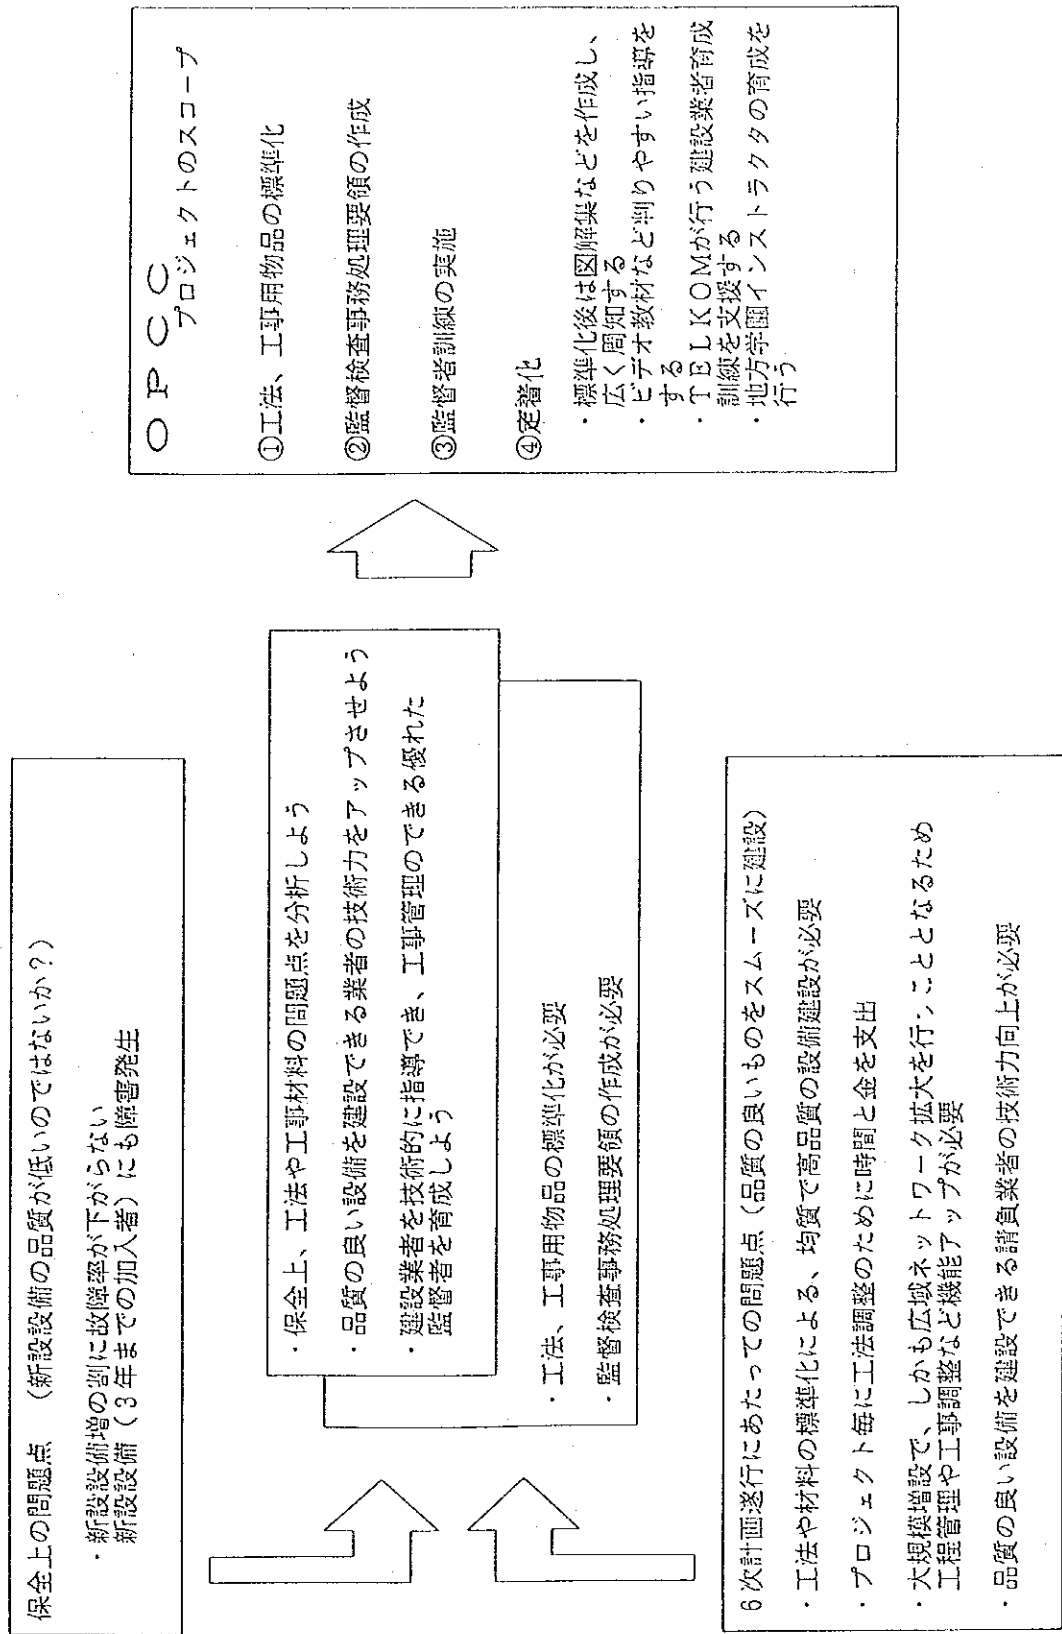 保全上の問題点　（新設設備の品質が低いのではないか？）
・新設設備増の割に故障率が下がらない
新設設備（３年までの加入者）にも障害発生
・保全上、工法や工事材料の問題点を分析しよう
・品質の良い設備を建設できる業者の技術力をアップさせよう
・建設業者を技術的に指導でき、工事管理のできる優れた
監督者を育成しよう
・工法、工事用物品の標準化が必要
・監督検査事務処理要領の作成が必要
６次計画遂行にあたっての問題点（品質の良いものをスムーズに建設）
・工法や材料の標準化による、均質で高品質の設備建設が必要
・プロジェクト毎に工法調整のために時間と金を支出
・大規模増設で、しかも広域ネットワーク拡大を行うこととなるため
工程管理や工事調整など機能アップが必要
・品質の良い設備を建設できる請負業者の技術力向上が必要
ＯＰＣＣ
プロジェクトのスコープ
①工法、工事用物品の標準化
②監督検査事務処理要領の作成
③監督者訓練の実施
④定着化
・標準化後は図解集などを作成し、
広く周知する
・ビデオ教材など判りやすい指導を
する
・ＴＥＬＫＯＭが行う建設業者育成
訓練を支援する
・地方学園インストラクタの育成を
行う